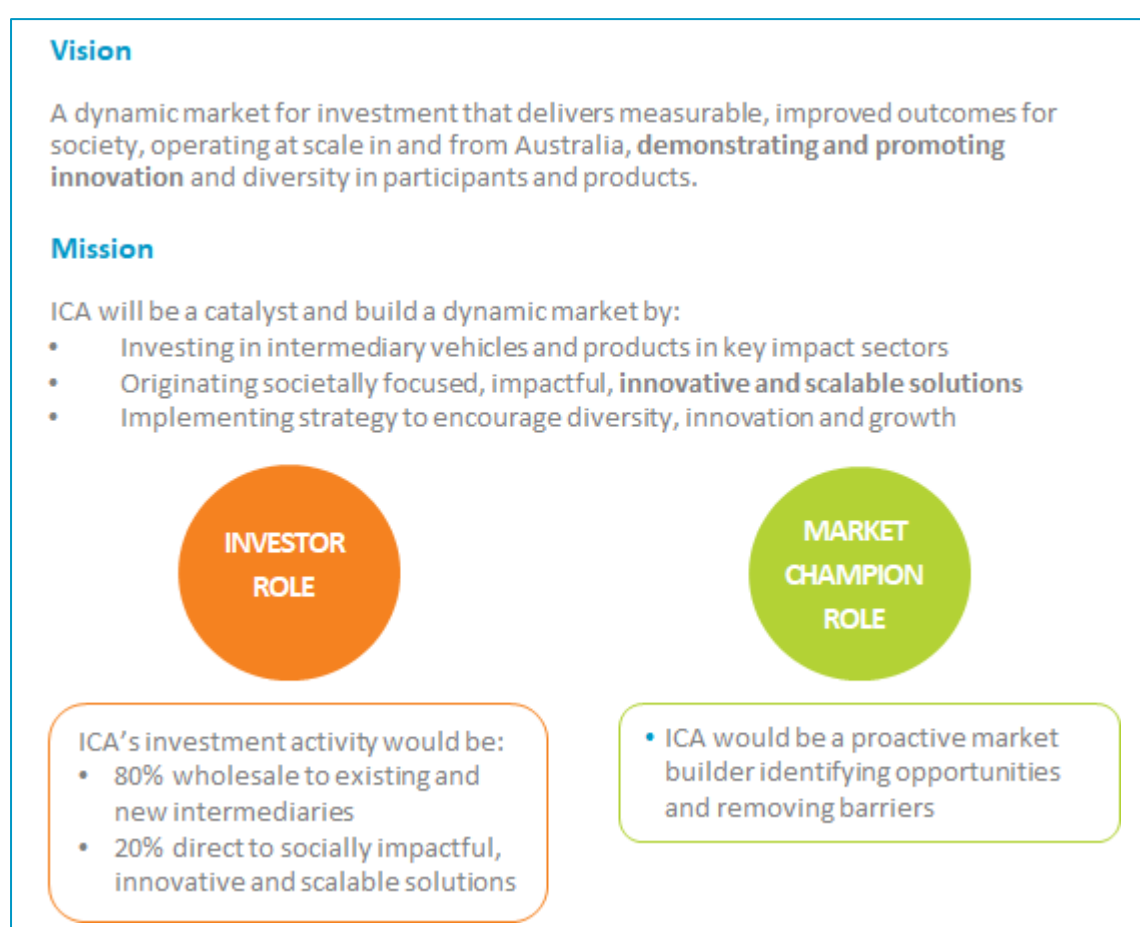 Vision
A dynamic market for investment that delivers measurable, improved outcomes for
society, operating at scale in and from Australia, demonstrating and promoting
innovation and diversity in participants and products.
Mission
ICA will be a catalyst and build a dynamic market by:
• Investing in intermediary vehicles and products in key impact sectors
• Originating societally focused, impactful, innovative and scalable solutions
• Implementing strategy to encourage diversity, innovation and growth
INVESTOR
ROLE
ICA's investment activity would be:
• 80% wholesale to existing and
new intermediaries
• 20% direct to socially impactful,
innovative and scalable solutions
MARKET
CHAMPION
ROLE
• ICA would be a proactive market
builder identifying opportunities
and removing barriers